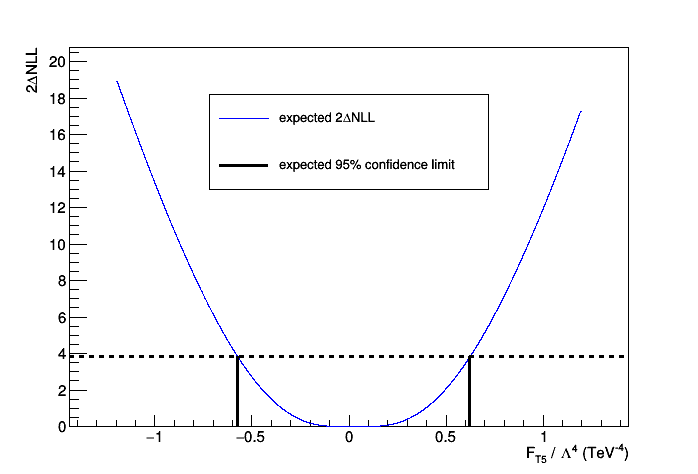 2ΔNLL
20
18
16
14
12
10
8
6
4
2
0
expected 2ΔNLL
expected 95% confidence limit
−1 −0.5 0 0.5 1
F_T5 / Λ^4 (TeV^-4)